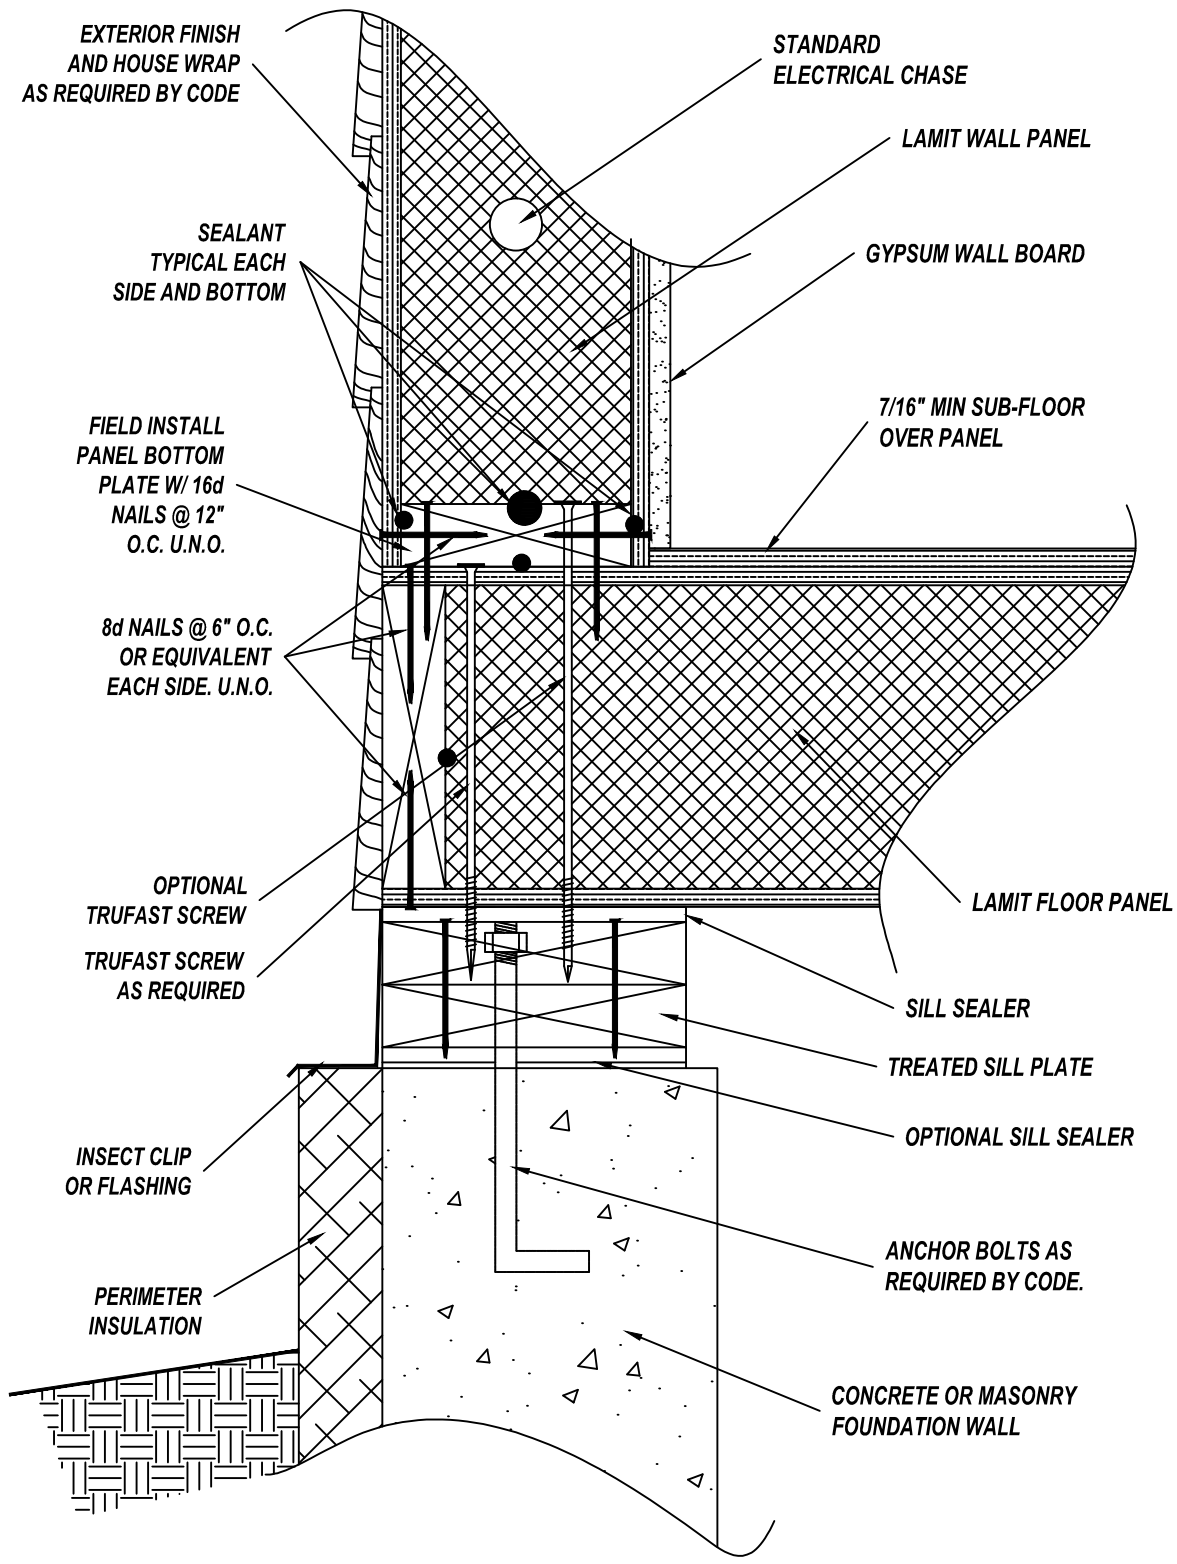 EXTERIOR FINISH
AND HOUSE WRAP
AS REQUIRED BY CODE
STANDARD
ELECTRICAL CHASE
LAMIT WALL PANEL
SEALANT
TYPICAL EACH
SIDE AND BOTTOM
GYPSUM WALL BOARD
7/16" MIN SUB-FLOOR
OVER PANEL
FIELD INSTALL
PANEL BOTTOM
PLATE W/ 16d
NAILS @ 12"
O.C. U.N.O.
8d NAILS @ 6" O.C.
OR EQUIVALENT
EACH SIDE. U.N.O.
OPTIONAL
TRUFAST SCREW
LAMIT FLOOR PANEL
TRUFAST SCREW
AS REQUIRED
SILL SEALER
TREATED SILL PLATE
OPTIONAL SILL SEALER
INSECT CLIP
OR FLASHING
ANCHOR BOLTS AS
REQUIRED BY CODE.
PERIMETER
INSULATION
CONCRETE OR MASONRY
FOUNDATION WALL